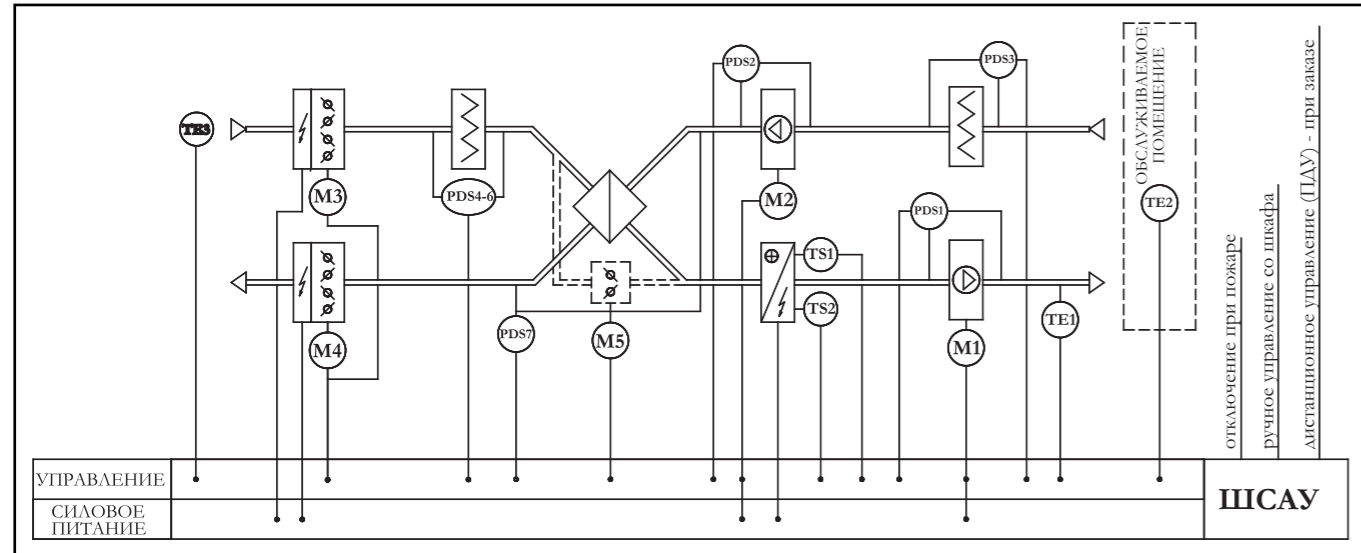 TE3
M3
PDS4-6
PDS2
M2
PDS3
ОБСЛУЖИВАЕМОЕ
ПОМЕЩЕНИЕ
TE2
M4
PDS7
M5
TS1
TS2
PDS1
M1
TE1
отключение при пожаре
ручное управление со шкафа
дистанционное управление (ПДУ) - при заказе
УПРАВЛЕНИЕ
СИЛОВОЕ
ПИТАНИЕ
ШСАУ